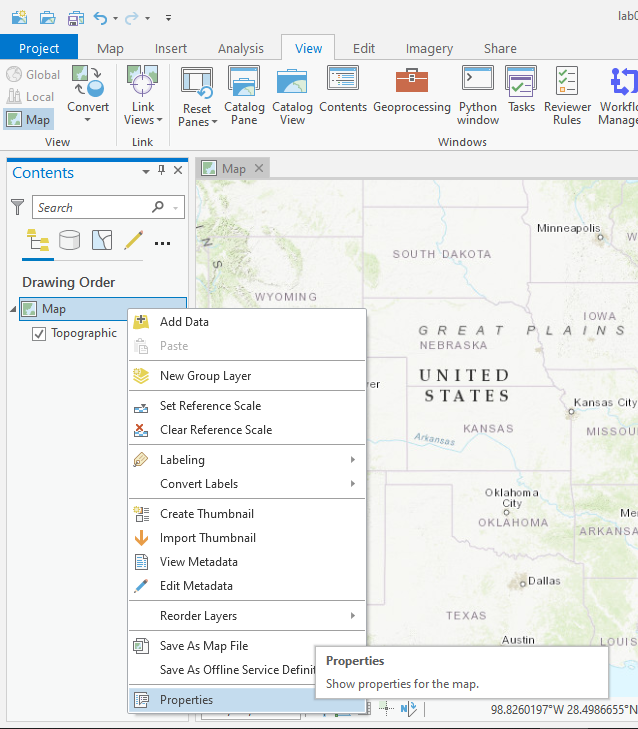 lab0
Project Map Insert Analysis View Edit Imagery Share
Global
Local
Map
Convert
Link
Views
Reset
Panes
Catalog
Pane
Catalog
View
Contents
Geoprocessing
Python
window
Tasks
Reviewer
Rules
Workflo
Manage
View Link Windows
Contents
Search
Drawing Order
Map
Topographic
Add Data
Paste
New Group Layer
Set Reference Scale
Clear Reference Scale
Labeling
Convert Labels
Create Thumbnail
Import Thumbnail
View Metadata
Edit Metadata
Reorder Layers
Save As Map File
Save As Offline Service Definit
Properties
Properties
Show properties for the map.
Map
Minneapolis
W
N S
SOUTH DAKOTA
WYOMING
IOWA
GREAT PLAINS
NEBRASKA
ver
UNITED
STATES
Kansas City
KANSAS
MISSOU
Arkansas
Oklahoma
City
OKLAHOMA
Me
ARKANSA
Dallas
TEXAS
Austin
LOUIS
98.8260197°W 28.4986655°N